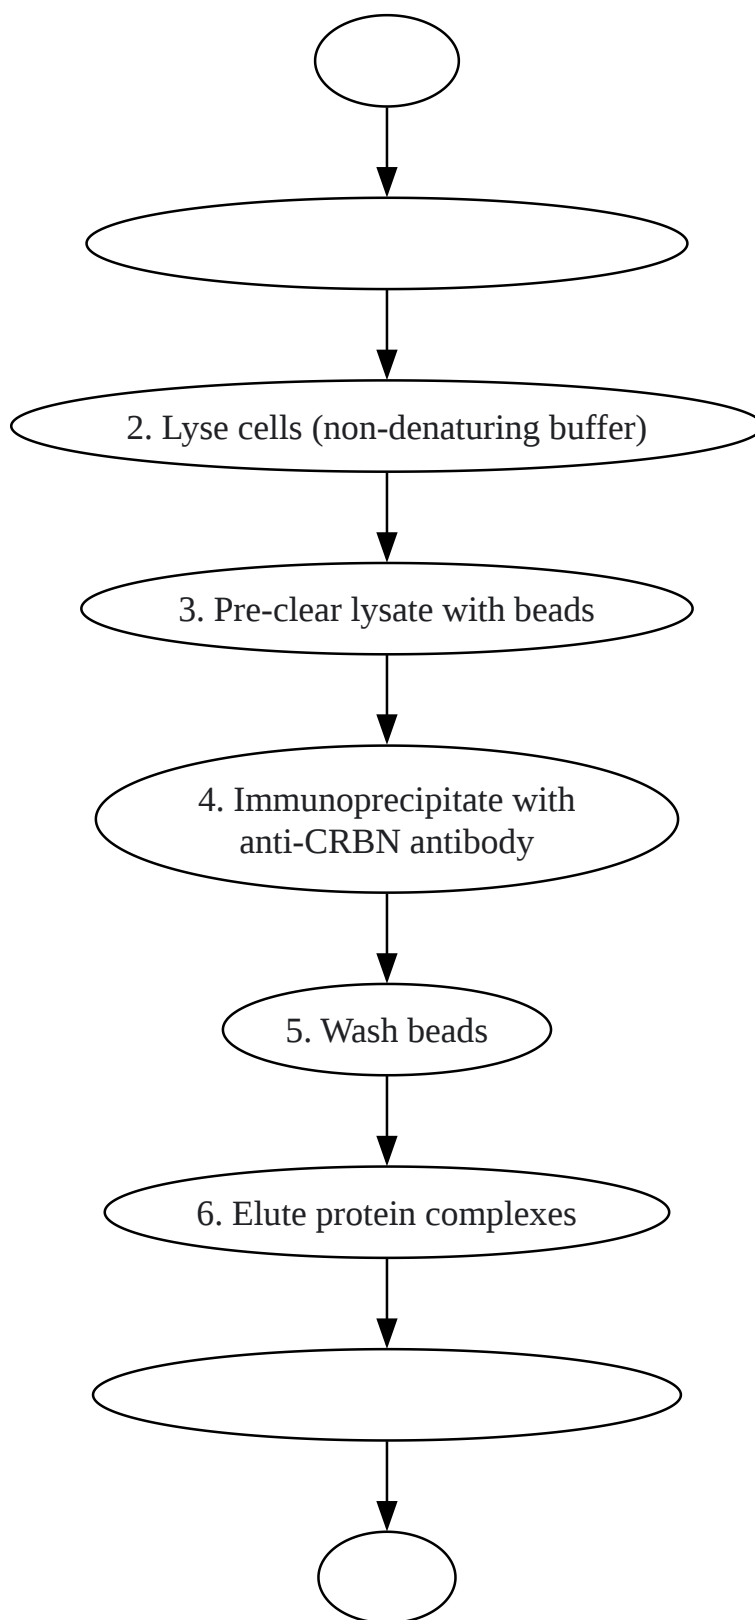 2. Lyse cells (non-denaturing buffer)
3. Pre-clear lysate with beads
4. Immunoprecipitate with
anti-CRBN antibody
5. Wash beads
6. Elute protein complexes